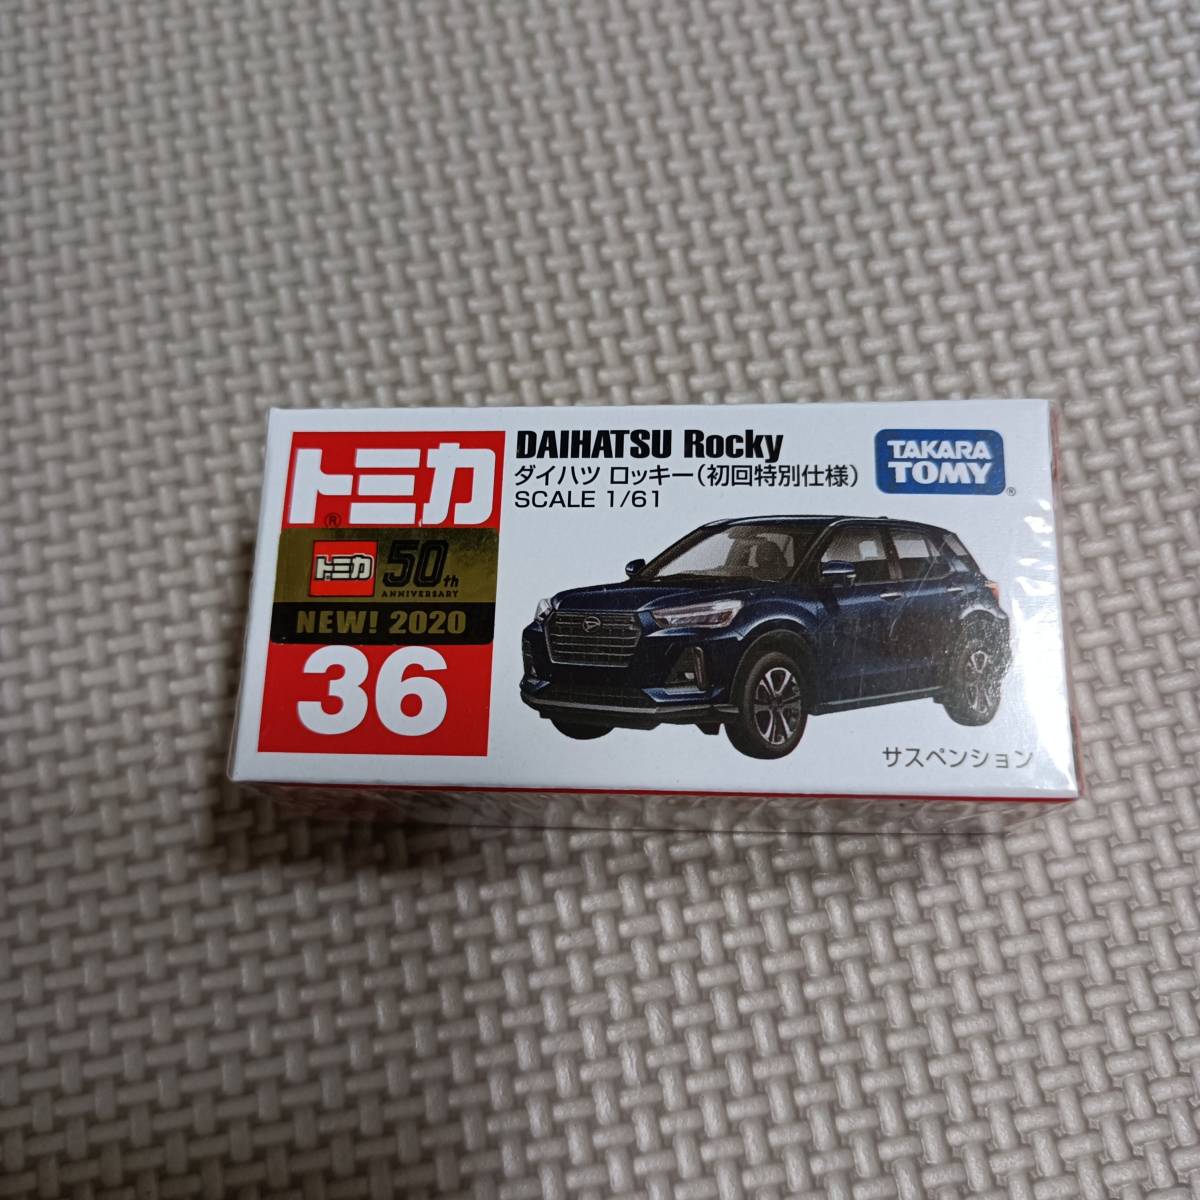 トミカ
®
トミカ 50th
ANNIVERSARY
NEW! 2020
36
DAIHATSU Rocky
ダイハツ ロッキー（初回特別仕様）
SCALE 1/61
TAKARA
TOMY
®
サスペンション